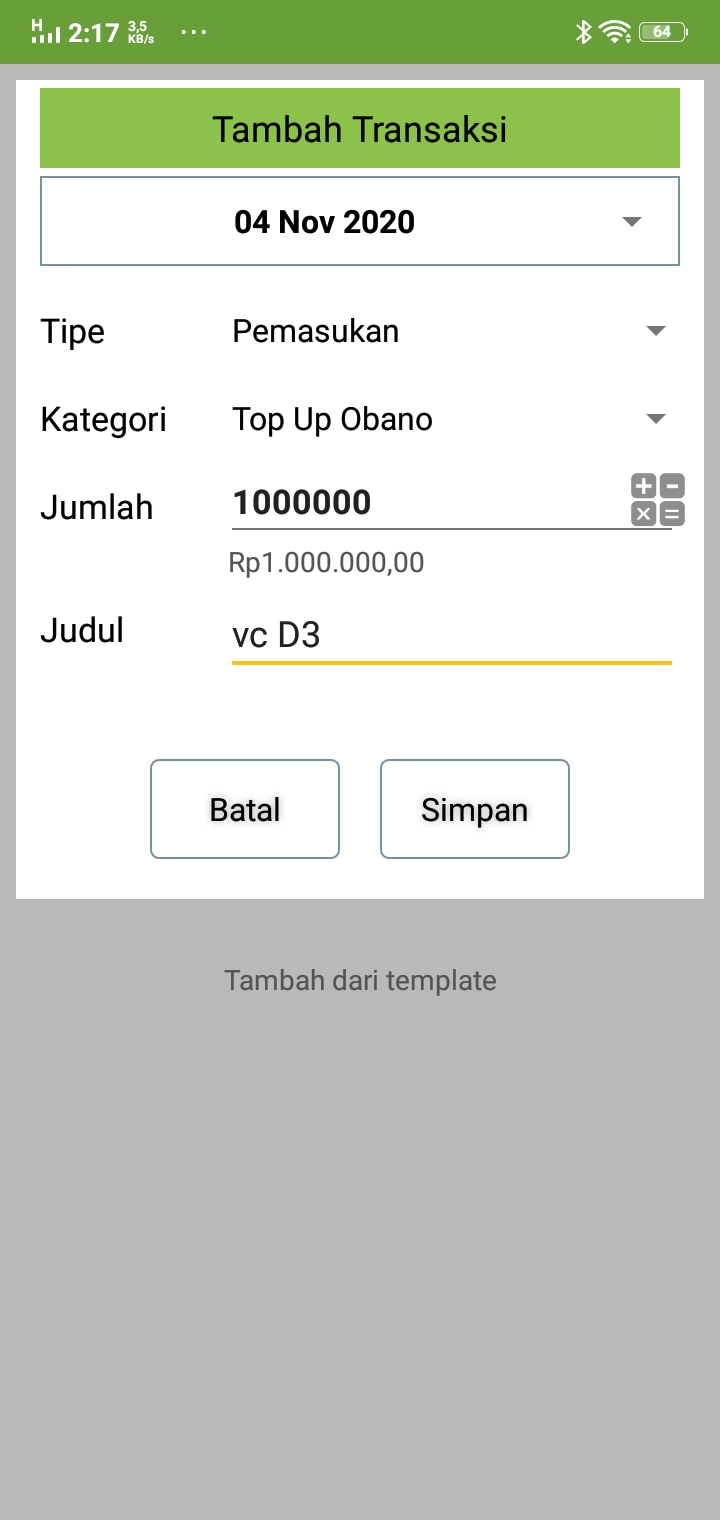 H 2:17 3,5 KB/s ... 64
Tambah Transaksi
04 Nov 2020
Tipe Pemasukan
Kategori Top Up Obano
Jumlah 1000000
Rp1.000.000,00
Judul vc D3
Batal Simpan
Tambah dari template